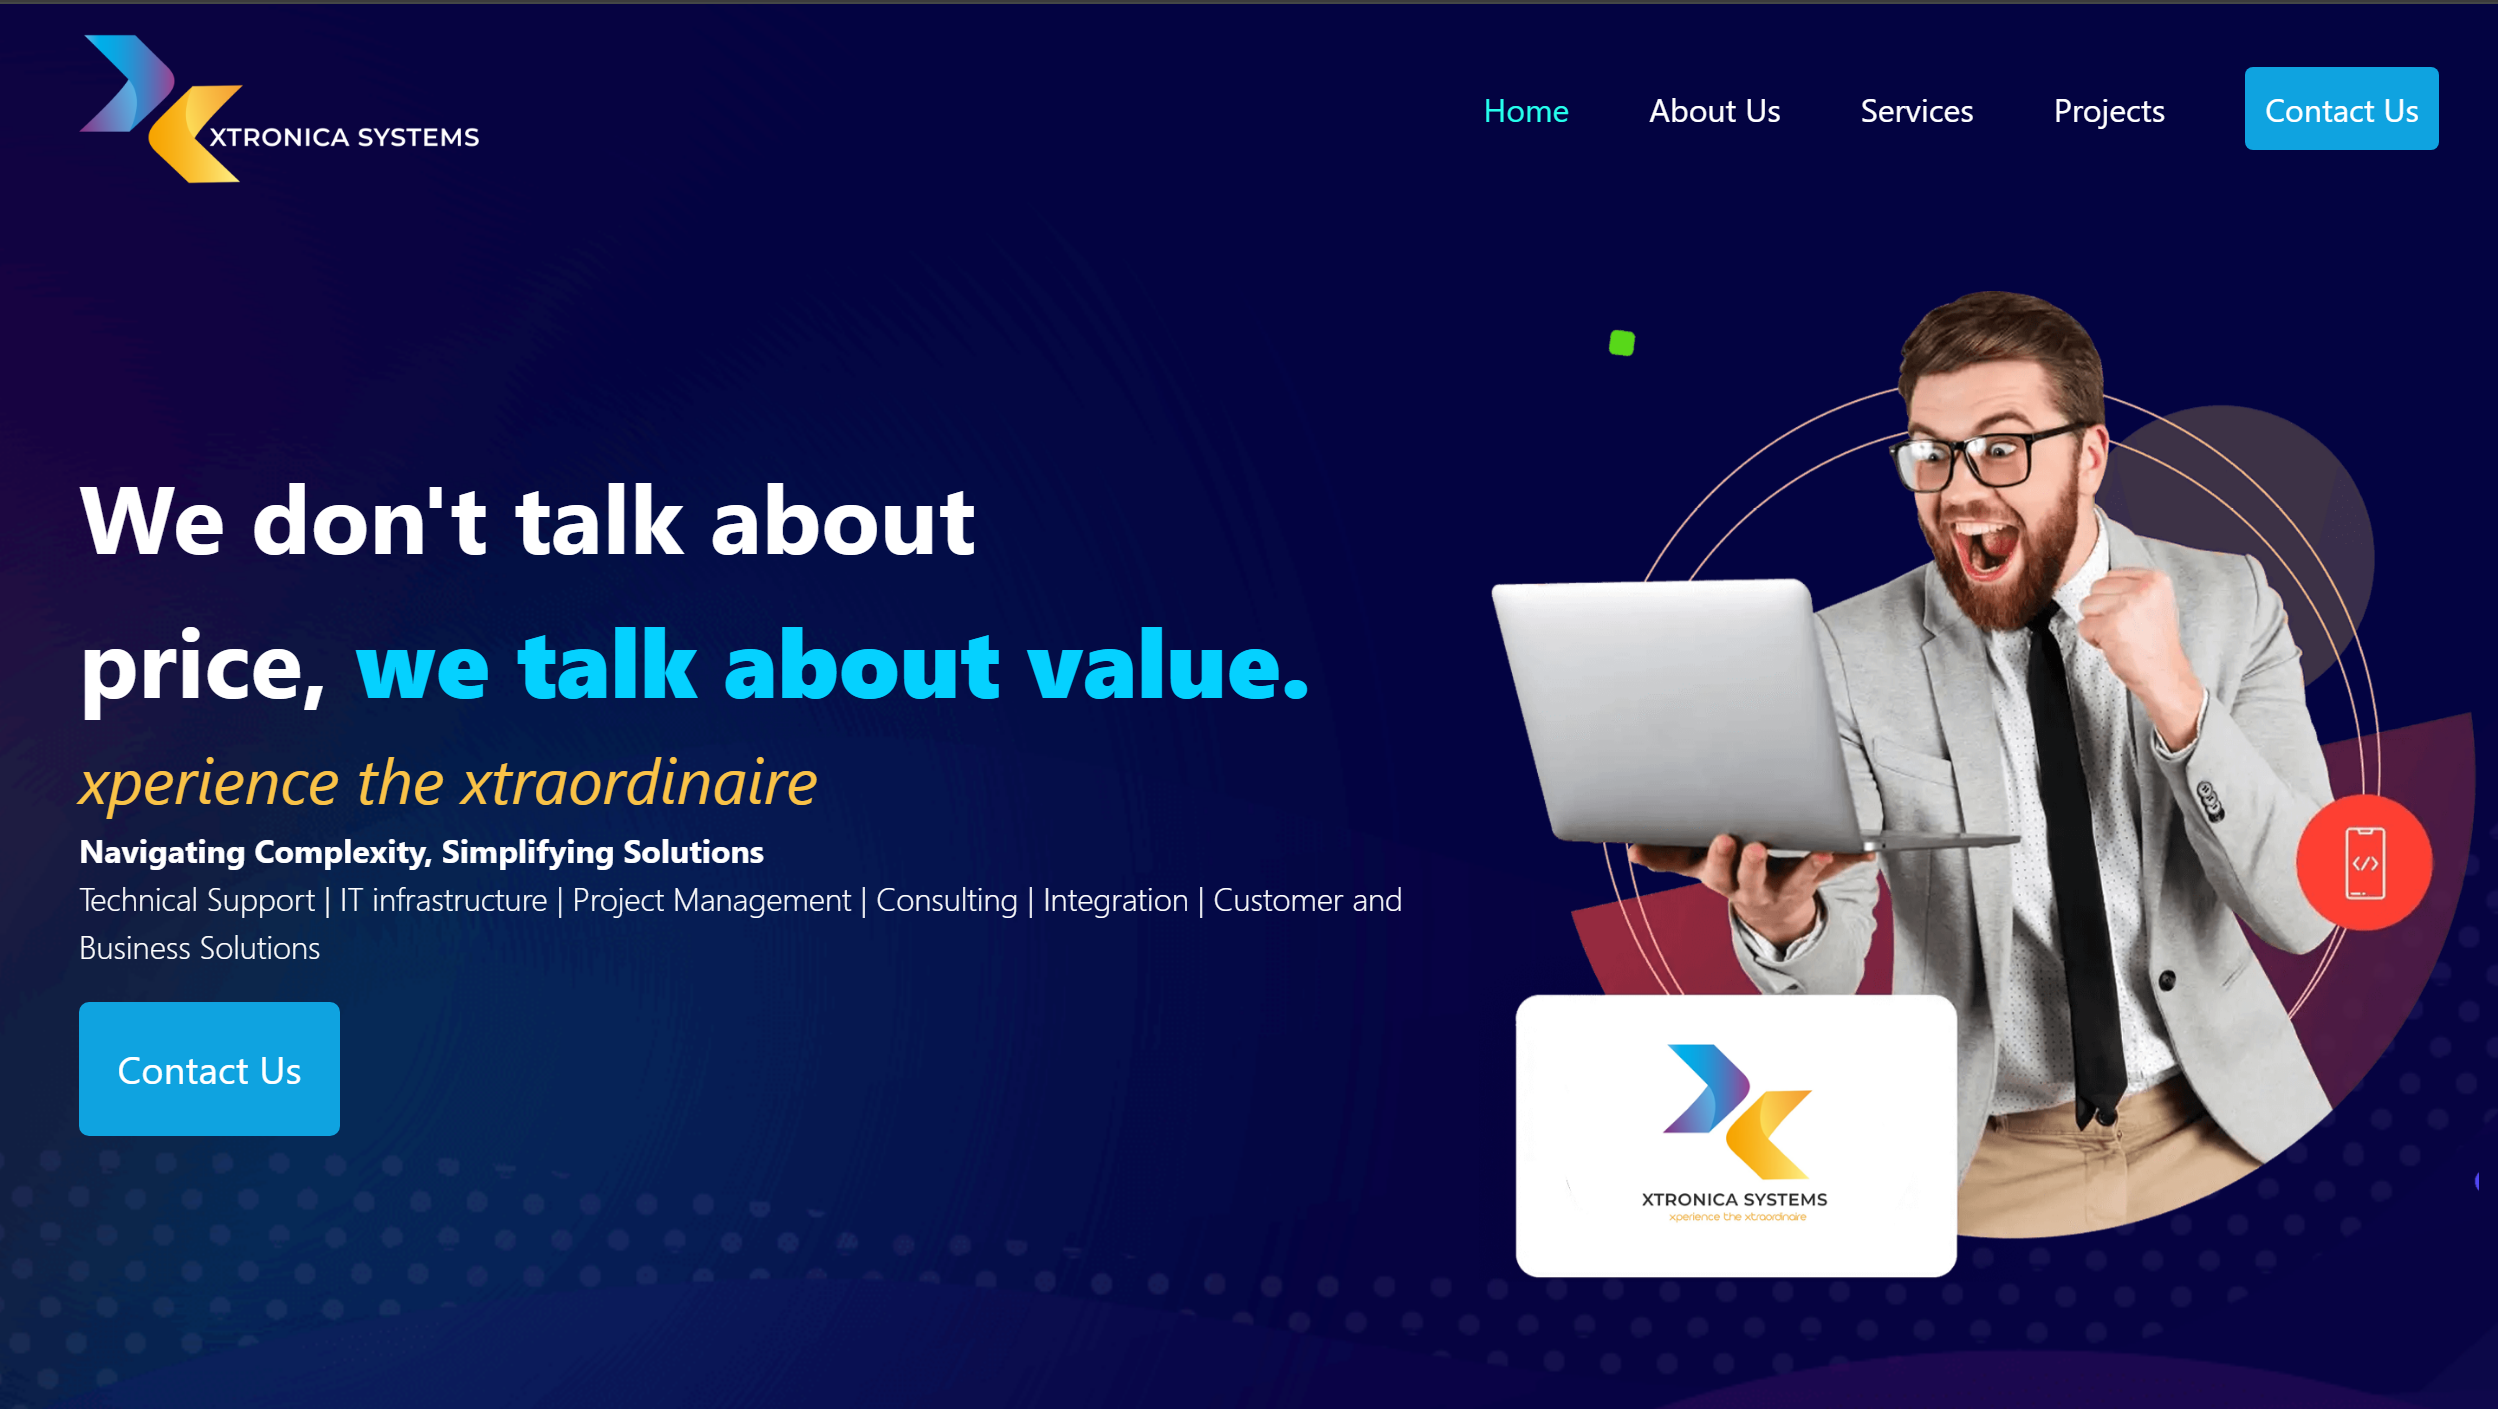 XTRONICA SYSTEMS
Home
About Us
Services
Projects
Contact Us
We don't talk about
price, we talk about value.
xperience the xtraordinaire
Navigating Complexity, Simplifying Solutions
Technical Support | IT infrastructure | Project Management | Consulting | Integration | Customer and
Business Solutions
Contact Us
</>
XTRONICA SYSTEMS
xperience the xtraordinaire